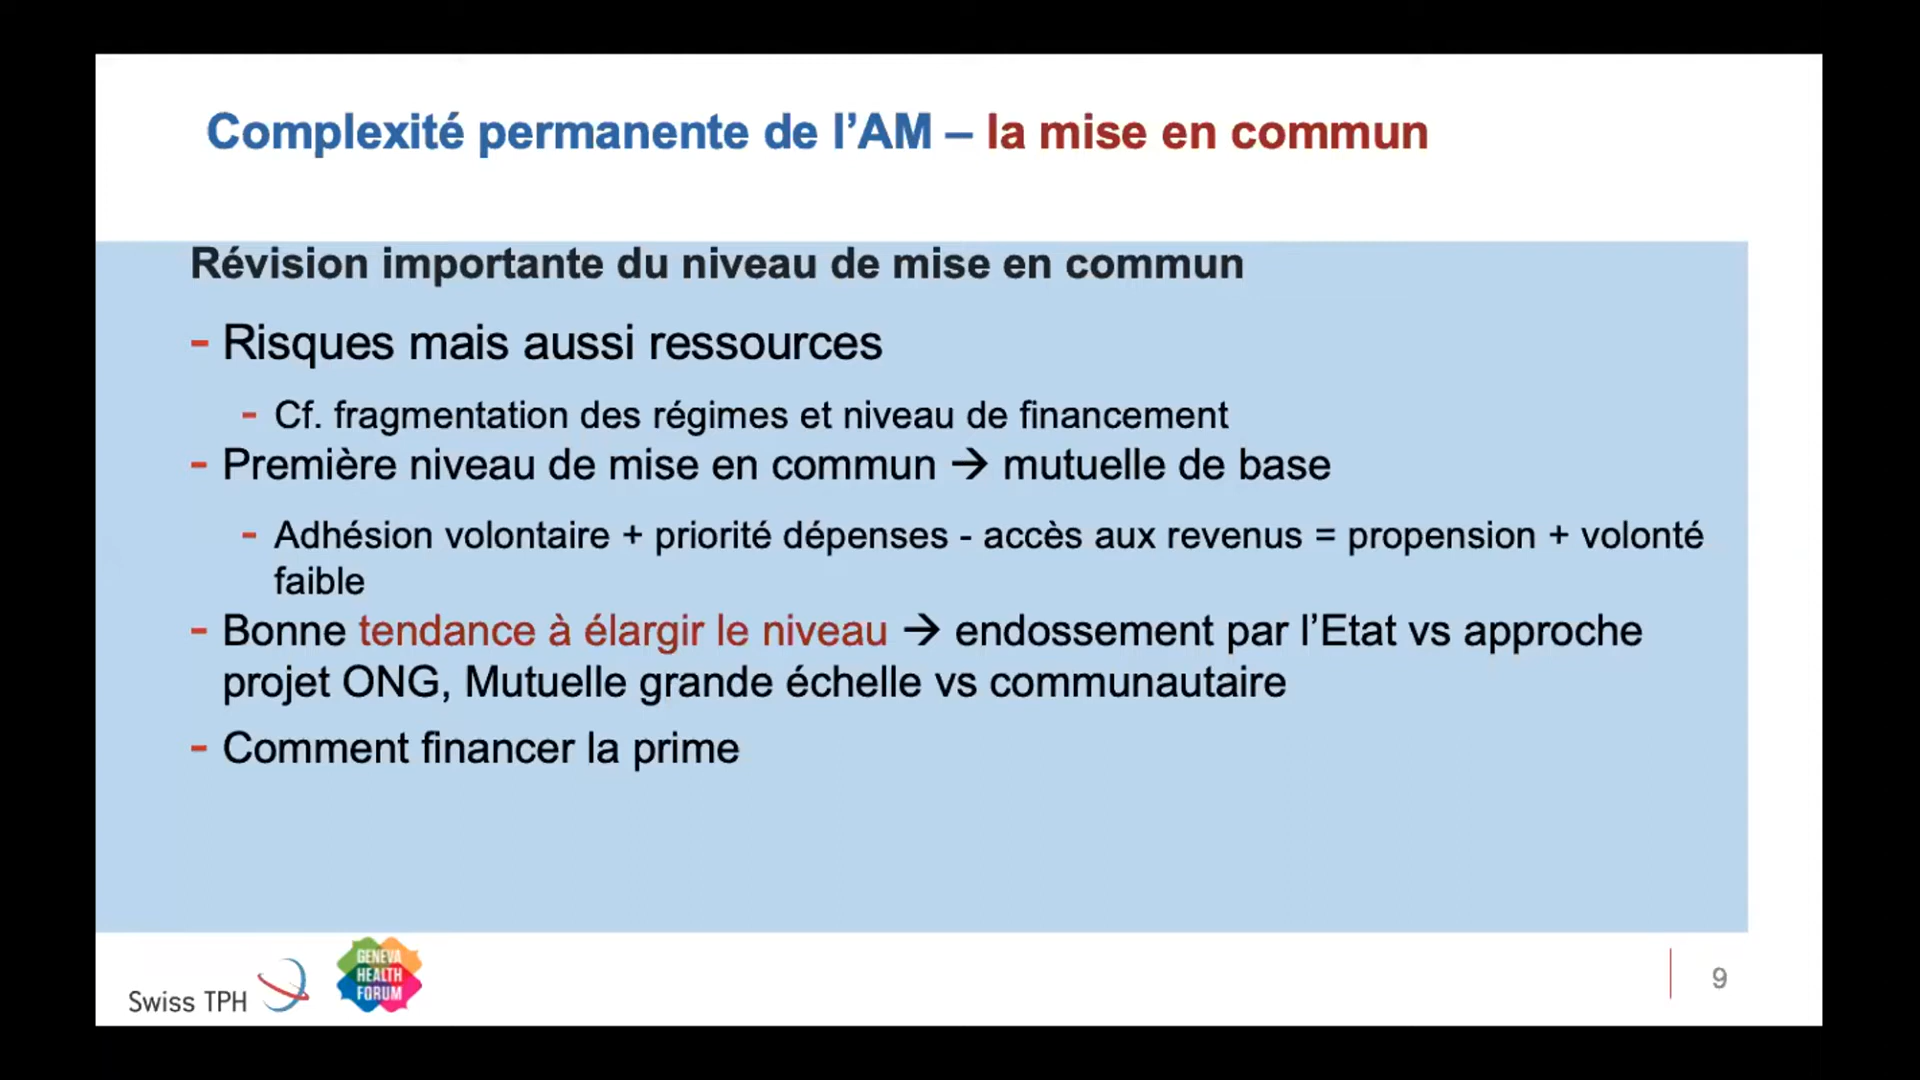 Complexité permanente de l’AM – la mise en commun
Révision importante du niveau de mise en commun
- Risques mais aussi ressources
- Cf. fragmentation des régimes et niveau de financement
- Première niveau de mise en commun → mutuelle de base
- Adhésion volontaire + priorité dépenses - accès aux revenus = propension + volonté
faible
- Bonne tendance à élargir le niveau → endossement par l’Etat vs approche
projet ONG, Mutuelle grande échelle vs communautaire
- Comment financer la prime
Swiss TPH
GENEVA
HEALTH
FORUM
9